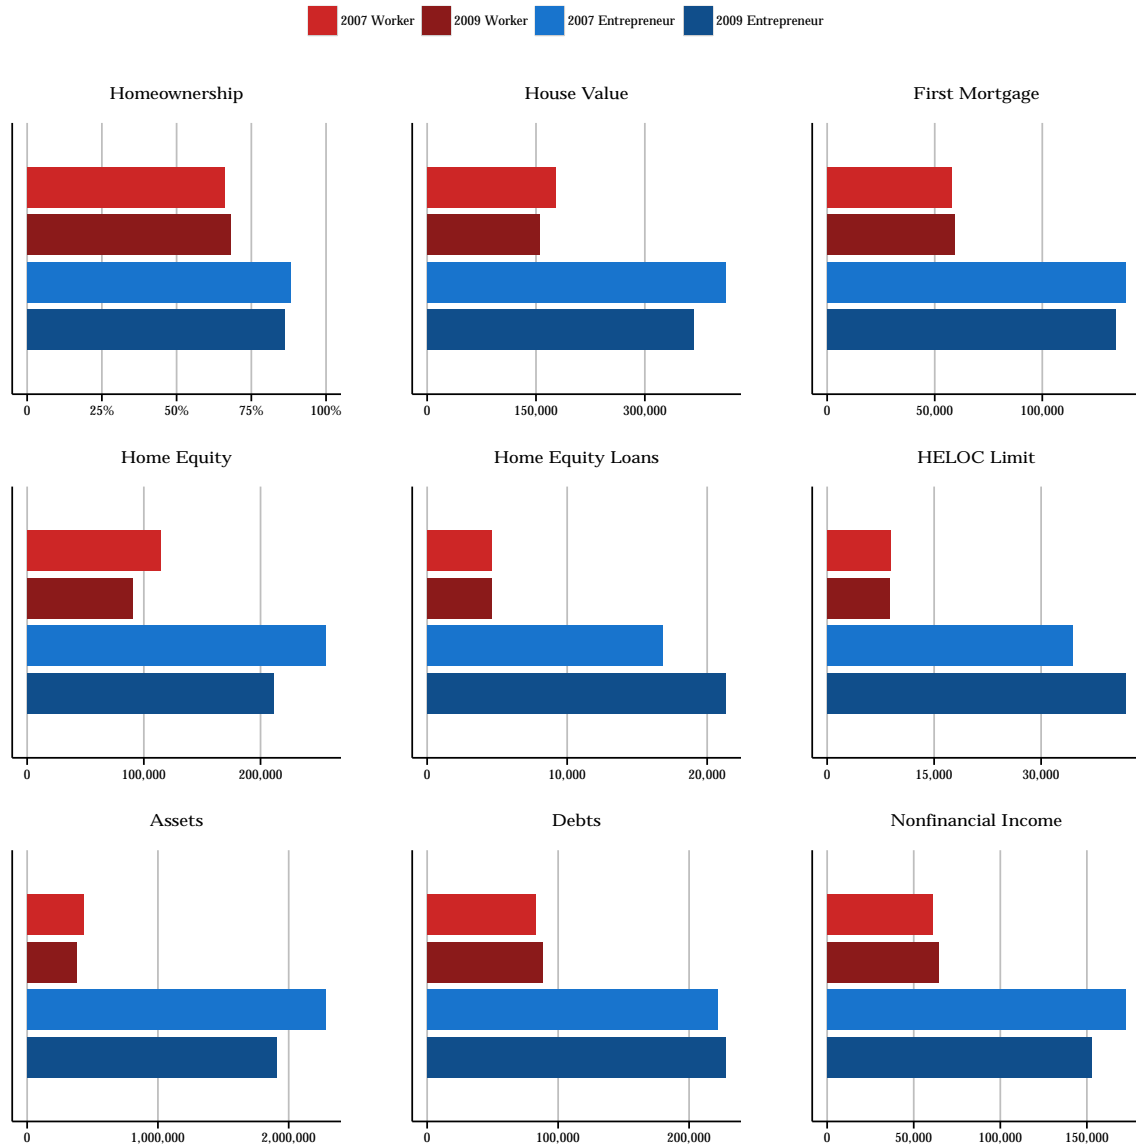 2007 Worker 2009 Worker 2007 Entrepreneur 2009 Entrepreneur
Homeownership House Value First Mortgage
0 25% 50% 75% 100% 0 150,000 300,000 0 50,000 100,000
Home Equity Home Equity Loans HELOC Limit
0 100,000 200,000 0 10,000 20,000 0 15,000 30,000
Assets Debts Nonfinancial Income
0 1,000,000 2,000,000 0 100,000 200,000 0 50,000 100,000 150,000